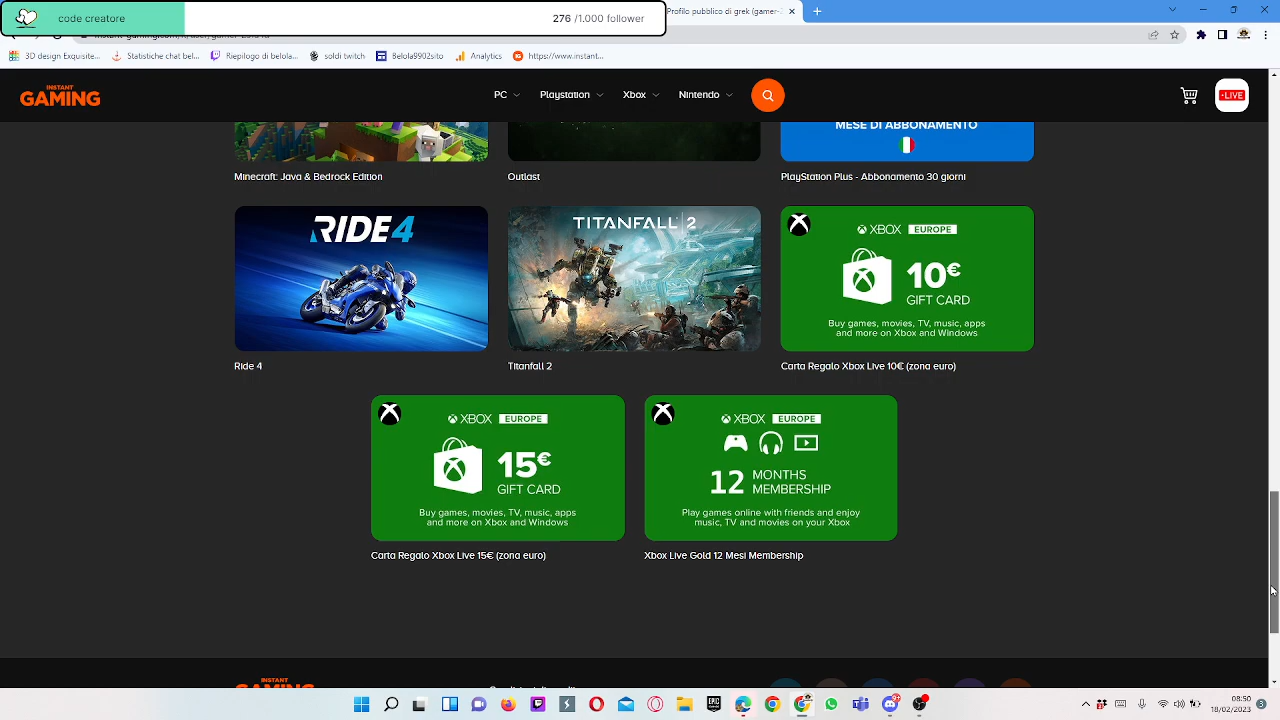 code creatore 276 /1.000 follower
Profilo pubblico di grek (gamer-
3D design Exquisite... Statistiche chat bel... Riepilogo di belola... soldi twitch Belola9902sito Analytics https://www.instant...
INSTANT
GAMING PC Playstation Xbox Nintendo LIVE
MESE DI ABBONAMENTO
Minecraft: Java & Bedrock Edition Outlast PlayStation Plus - Abbonamento 30 giorni
RIDE 4 TITANFALL 2 XBOX EUROPE
10€
GIFT CARD
Buy games, movies, TV, music, apps
and more on Xbox and Windows
Ride 4 Titanfall 2 Carta Regalo Xbox Live 10€ (zona euro)
XBOX EUROPE
15€
GIFT CARD
Buy games, movies, TV, music, apps
and more on Xbox and Windows
XBOX EUROPE
12 MONTHS
MEMBERSHIP
Play games online with friends and enjoy
music, TV and movies on your Xbox
Carta Regalo Xbox Live 15€ (zona euro) Xbox Live Gold 12 Mesi Membership
INSTANT
GAMING
EPIC
08:50
18/02/2023